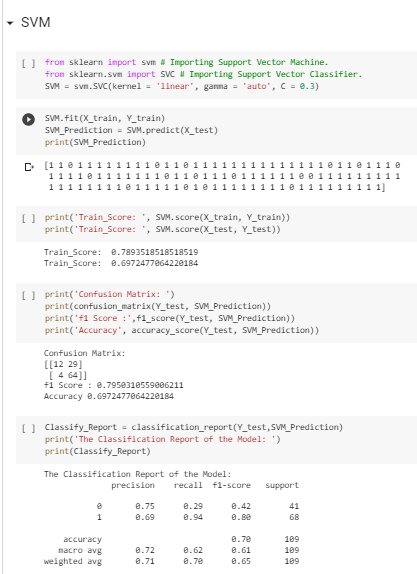 SVM
[ ] from sklearn import svm # Importing Support Vector Machine.
from sklearn.svm import SVC # Importing Support Vector Classifier.
SVM = svm.SVC(kernel = 'linear', gamma = 'auto', C = 0.3)
SVM.fit(X_train, Y_train)
SVM_Prediction = SVM.predict(X_test)
print(SVM_Prediction)
[1 1 0 1 1 1 1 1 1 1 1 0 1 1 0 1 1 1 1 1 1 1 1 1 1 1 1 1 1 1 0 1 1 0 1 1 1 0
1 1 1 1 0 1 1 1 1 1 1 1 0 1 1 0 1 1 1 0 1 1 1 1 1 1 0 0 1 1 1 1 1 1 1 1 1
1 1 1 1 1 1 1 1 0 1 1 1 1 1 0 1 0 1 1 1 1 1 1 1 1 0 1 1 1 1 1 1 1 1 1]
[ ] print('Train_Score: ', SVM.score(X_train, Y_train))
print('Train_Score: ', SVM.score(X_test, Y_test))
Train_Score: 0.7893518518518519
Train_Score: 0.6972477064220184
[ ] print('Confusion Matrix: ')
print(confusion_matrix(Y_test, SVM_Prediction))
print('f1 Score :',f1_score(Y_test, SVM_Prediction))
print('Accuracy', accuracy_score(Y_test, SVM_Prediction))
Confusion Matrix:
[[12 29]
[ 4 64]]
f1 Score : 0.7950310559006211
Accuracy 0.6972477064220184
[ ] Classify_Report = classification_report(Y_test,SVM_Prediction)
print('The Classification Report of the Model: ')
print(Classify_Report)
The Classification Report of the Model:
precision recall f1-score support
0 0.75 0.29 0.42 41
1 0.69 0.94 0.80 68
accuracy 0.70 109
macro avg 0.72 0.62 0.61 109
weighted avg 0.71 0.70 0.65 109